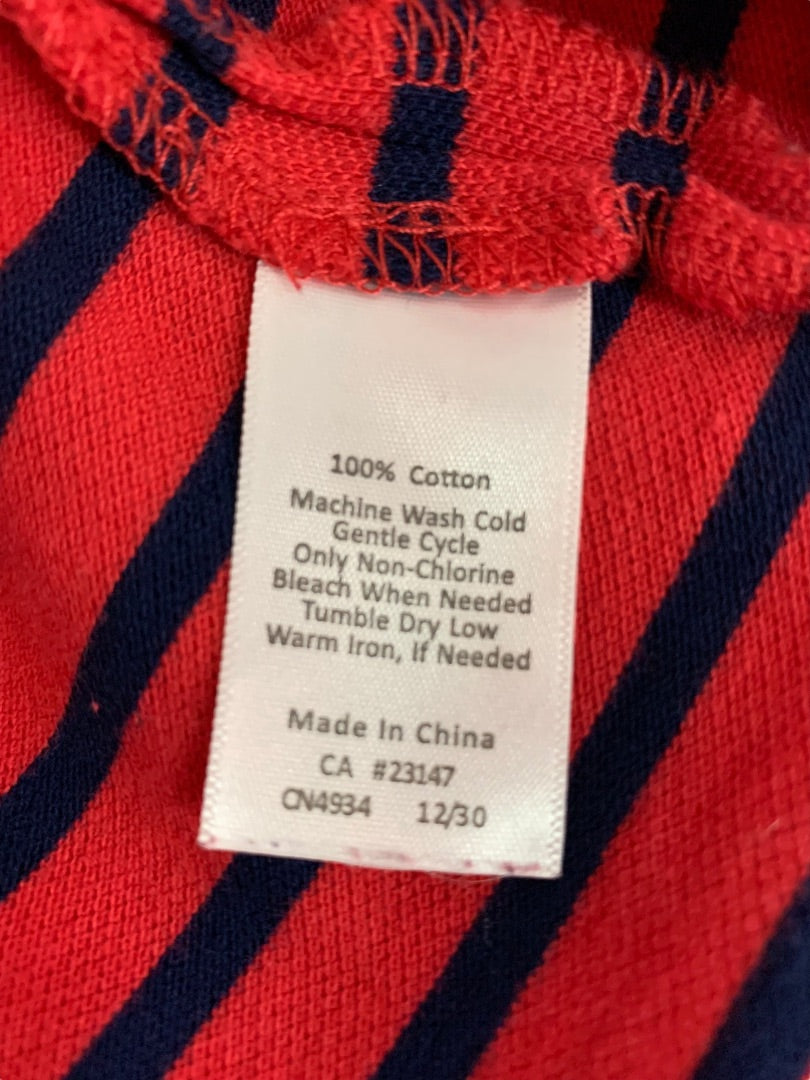 100% Cotton
Machine Wash Cold
Gentle Cycle
Only Non-Chlorine
Bleach When Needed
Tumble Dry Low
Warm Iron, If Needed
Made In China
CA #23147
CN4934 12/30